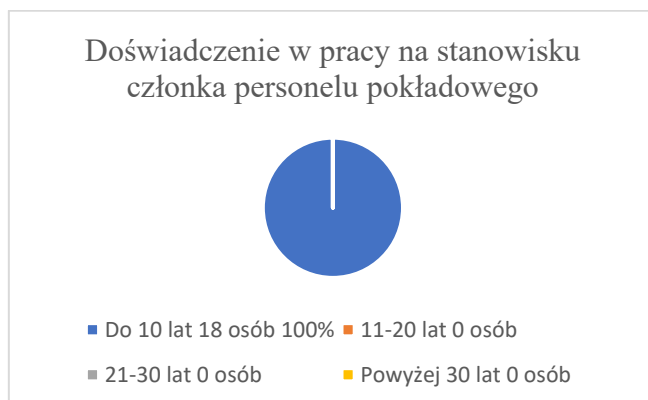 Doświadczenie w pracy na stanowisku
członka personelu pokładowego
Do 10 lat 18 osób 100%
11-20 lat 0 osób
21-30 lat 0 osób
Powyżej 30 lat 0 osób